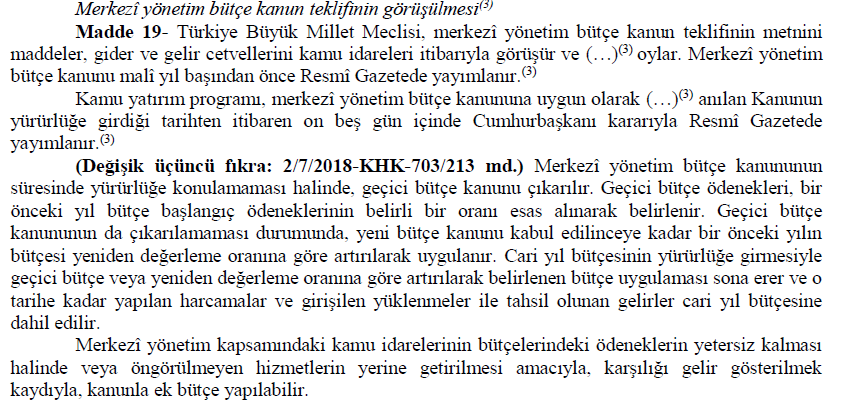 Merkezî yönetim bütçe kanun teklifinin görüşülmesi(3)
Madde 19- Türkiye Büyük Millet Meclisi, merkezî yönetim bütçe kanun teklifinin metnini
maddeler, gider ve gelir cetvellerini kamu idareleri itibarıyla görüşür ve (…)(3) oylar. Merkezî yönetim
bütçe kanunu malî yıl başından önce Resmî Gazetede yayımlanır.(3)
Kamu yatırım programı, merkezî yönetim bütçe kanununa uygun olarak (…)(3) anılan Kanunun
yürürlüğe girdiği tarihten itibaren on beş gün içinde Cumhurbaşkanı kararıyla Resmî Gazetede
yayımlanır.(3)
(Değişik üçüncü fıkra: 2/7/2018-KHK-703/213 md.) Merkezî yönetim bütçe kanununun
süresinde yürürlüğe konulamaması halinde, geçici bütçe kanunu çıkarılır. Geçici bütçe ödenekleri, bir
önceki yıl bütçe başlangıç ödeneklerinin belirli bir oranı esas alınarak belirlenir. Geçici bütçe
kanununun da çıkarılamaması durumunda, yeni bütçe kanunu kabul edilinceye kadar bir önceki yılın
bütçesi yeniden değerleme oranına göre artırılarak uygulanır. Cari yıl bütçesinin yürürlüğe girmesiyle
geçici bütçe veya yeniden değerleme oranına göre artırılarak belirlenen bütçe uygulaması sona erer ve o
tarihe kadar yapılan harcamalar ve girişilen yüklenmeler ile tahsil olunan gelirler cari yıl bütçesine
dahil edilir.
Merkezî yönetim kapsamındaki kamu idarelerinin bütçelerindeki ödeneklerin yetersiz kalması
halinde veya öngörülmeyen hizmetlerin yerine getirilmesi amacıyla, karşılığı gelir gösterilmek
kaydıyla, kanunla ek bütçe yapılabilir.